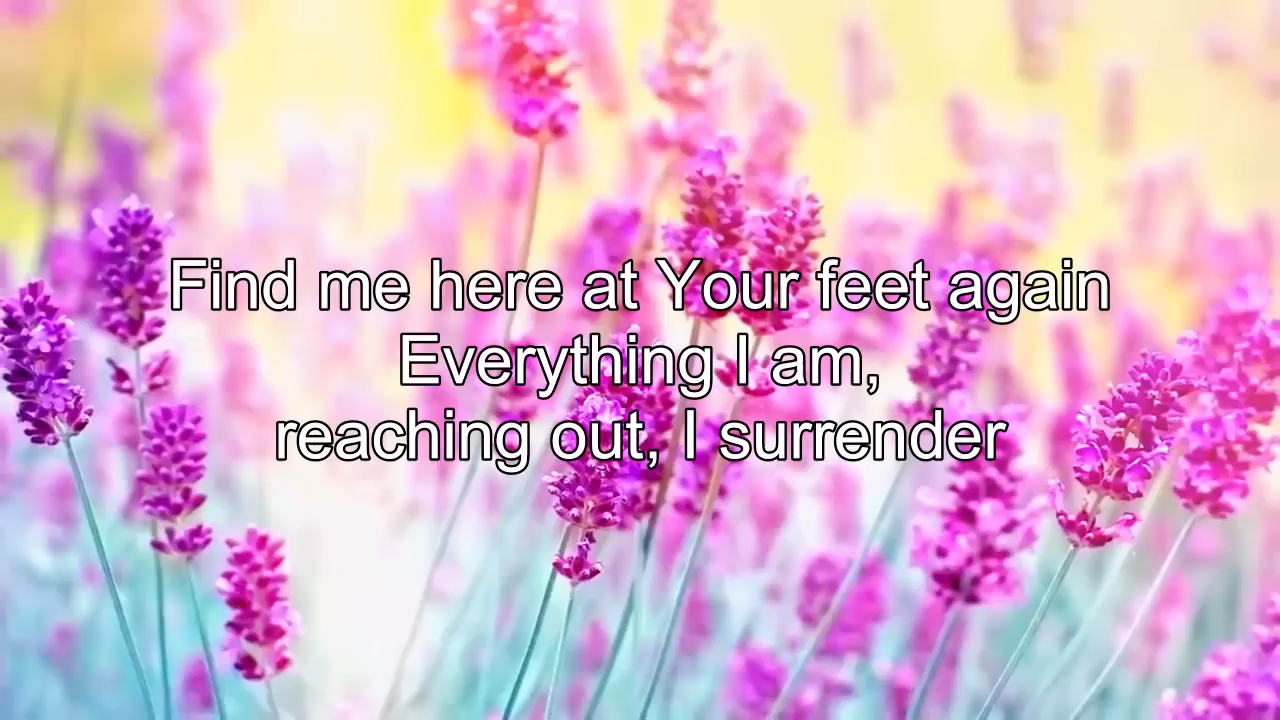 Find me here at Your feet again
Everything I am,
reaching out, I surrender